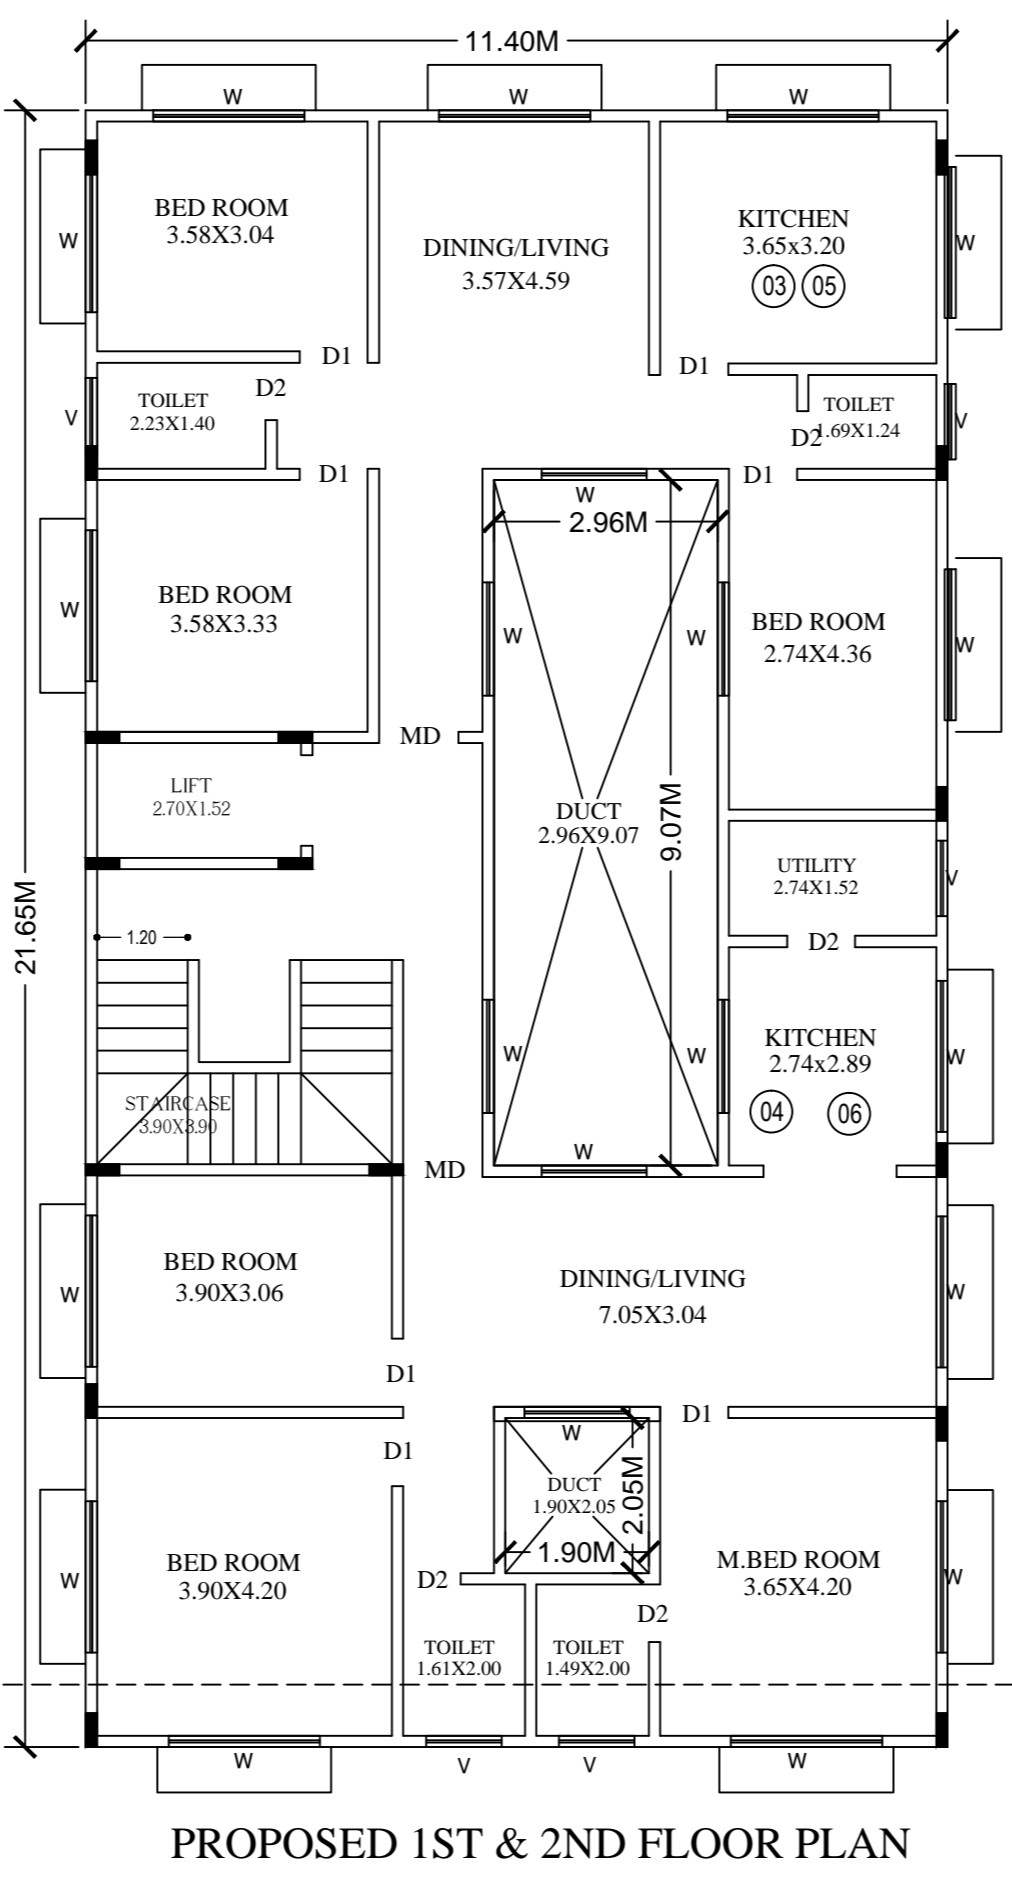 11.40M
W
W
W
BED ROOM
3.58X3.04
DINING/LIVING
3.57X4.59
KITCHEN
3.65x3.20
03 05
W
W
D1
D1
D2
TOILET
2.23X1.40
V
TOILET
1.69X1.24
D2
V
D1
D1
W
2.96M
BED ROOM
3.58X3.33
W
W
W
BED ROOM
2.74X4.36
W
MD
LIFT
2.70X1.52
DUCT
2.96X9.07
9.07M
UTILITY
2.74X1.52
V
21.65M
1.20
D2
W
W
KITCHEN
2.74x2.89
W
04 06
STAIRCASE
3.90X3.90
W
MD
BED ROOM
3.90X3.06
W
DINING/LIVING
7.05X3.04
W
D1
D1
D1
W
DUCT
1.90X2.05
2.05M
1.90M
BED ROOM
3.90X4.20
W
D2
M.BED ROOM
3.65X4.20
W
D2
TOILET
1.61X2.00
TOILET
1.49X2.00
W
V
V
W
PROPOSED 1ST & 2ND FLOOR PLAN